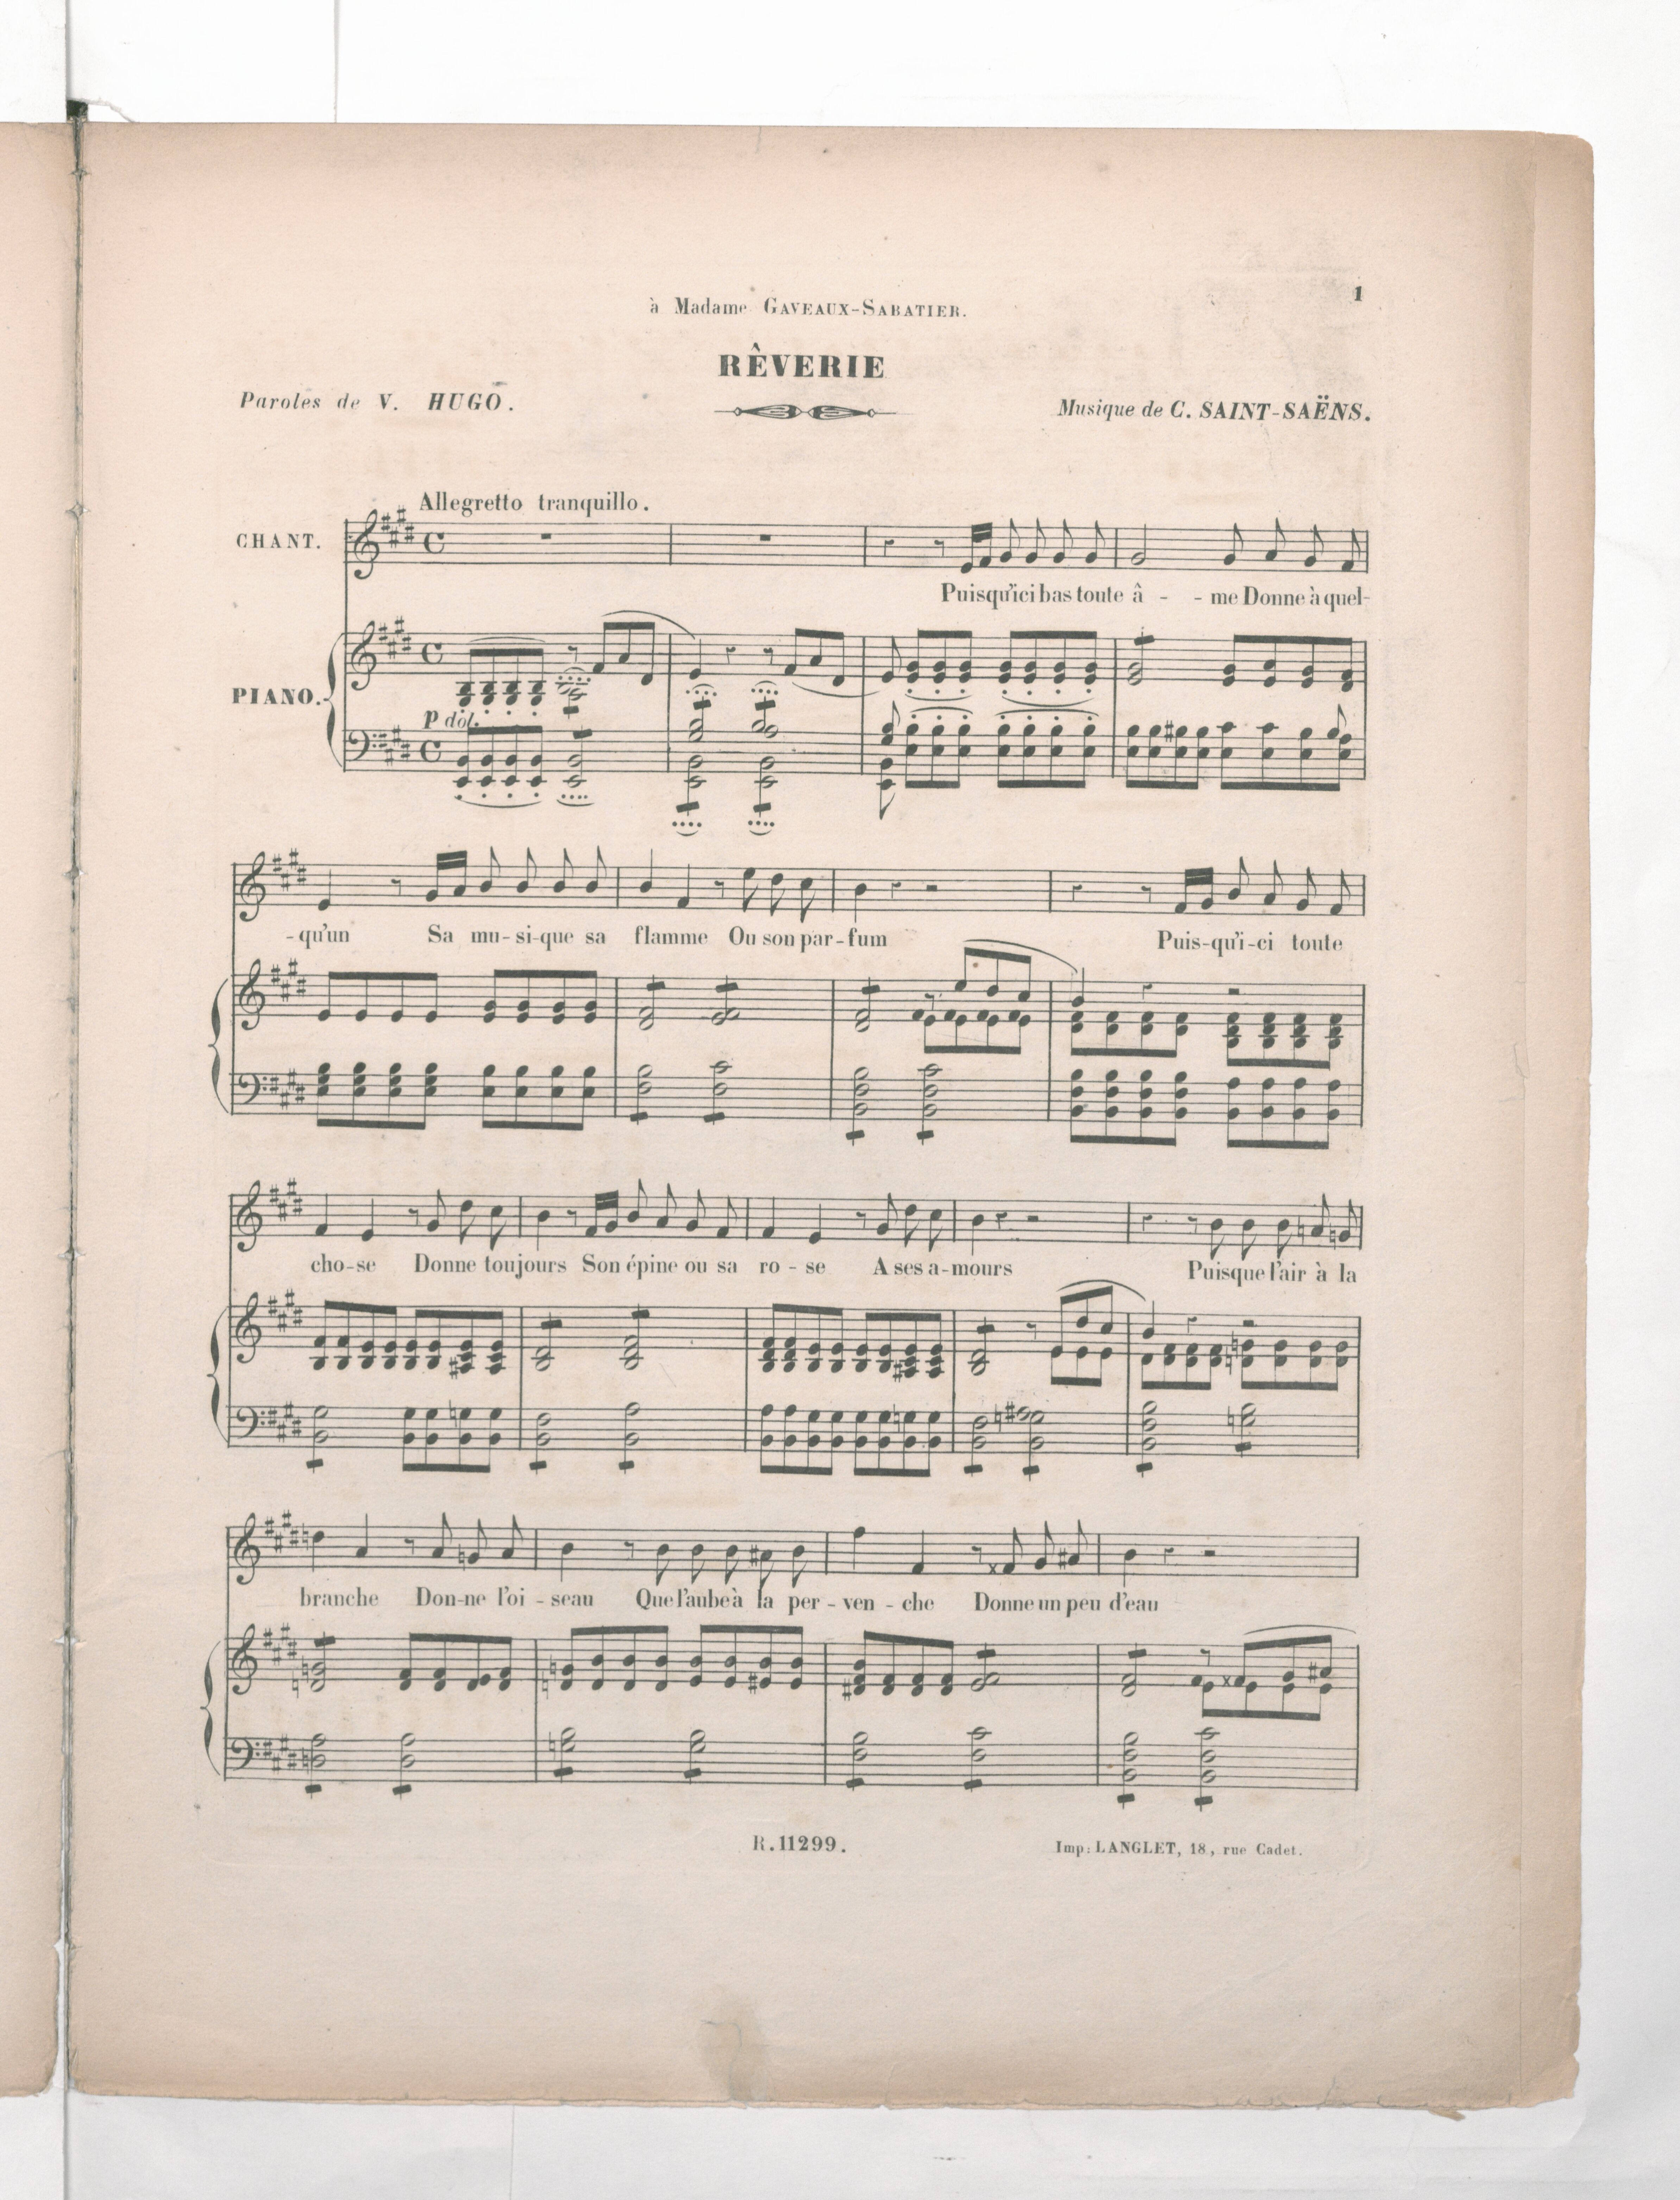 1
à Madame GAVEAUX-SABATIER.
RÊVERIE
Paroles de V. HUGO.
Musique de C. SAINT-SAËNS.
Allegretto tranquillo.
CHANT.
Puisqu'ici bas toute â - - me Donne à quel-
PIANO.
p dol.
-qu'un Sa mu-si-que sa flamme Ou son par-fum Puis-qu'i-ci toute
cho-se Donne toujours Son épine ou sa ro-se A ses a-mours Puisque l'air à la
branche Don-ne l'oi-seau Que l'aube à la per-ven-che Donne un peu d'eau
R.11299.
Imp: LANGLET, 18, rue Cadet.